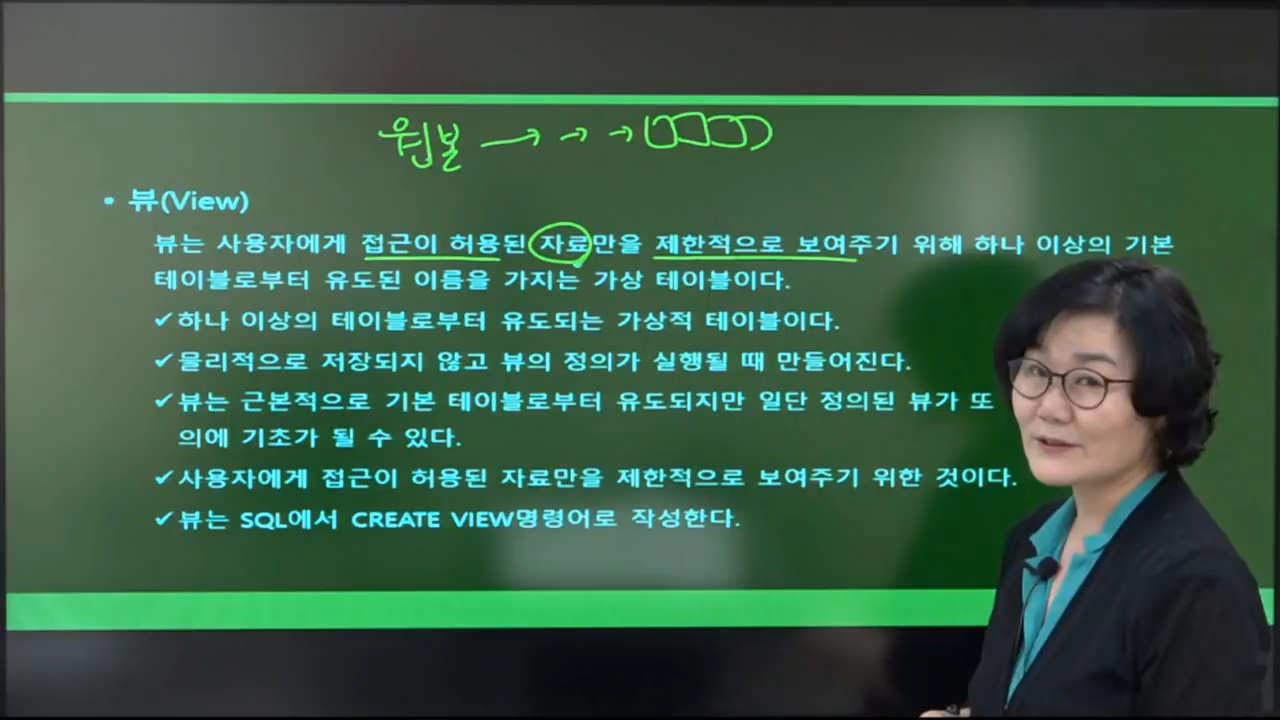 원본 → → →
• 뷰(View)
뷰는 사용자에게 접근이 허용된 자료만을 제한적으로 보여주기 위해 하나 이상의 기본
테이블로부터 유도된 이름을 가지는 가상 테이블이다.
✓하나 이상의 테이블로부터 유도되는 가상적 테이블이다.
✓물리적으로 저장되지 않고 뷰의 정의가 실행될 때 만들어진다.
✓뷰는 근본적으로 기본 테이블로부터 유도되지만 일단 정의된 뷰가 또
의에 기초가 될 수 있다.
✓사용자에게 접근이 허용된 자료만을 제한적으로 보여주기 위한 것이다.
✓뷰는 SQL에서 CREATE VIEW명령어로 작성한다.